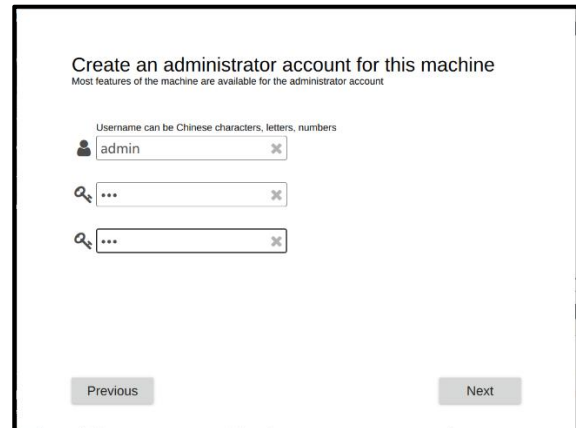 Create an administrator account for this machine
Most features of the machine are available for the administrator account
Username can be Chinese characters, letters, numbers
admin
•••
•••
Previous
Next